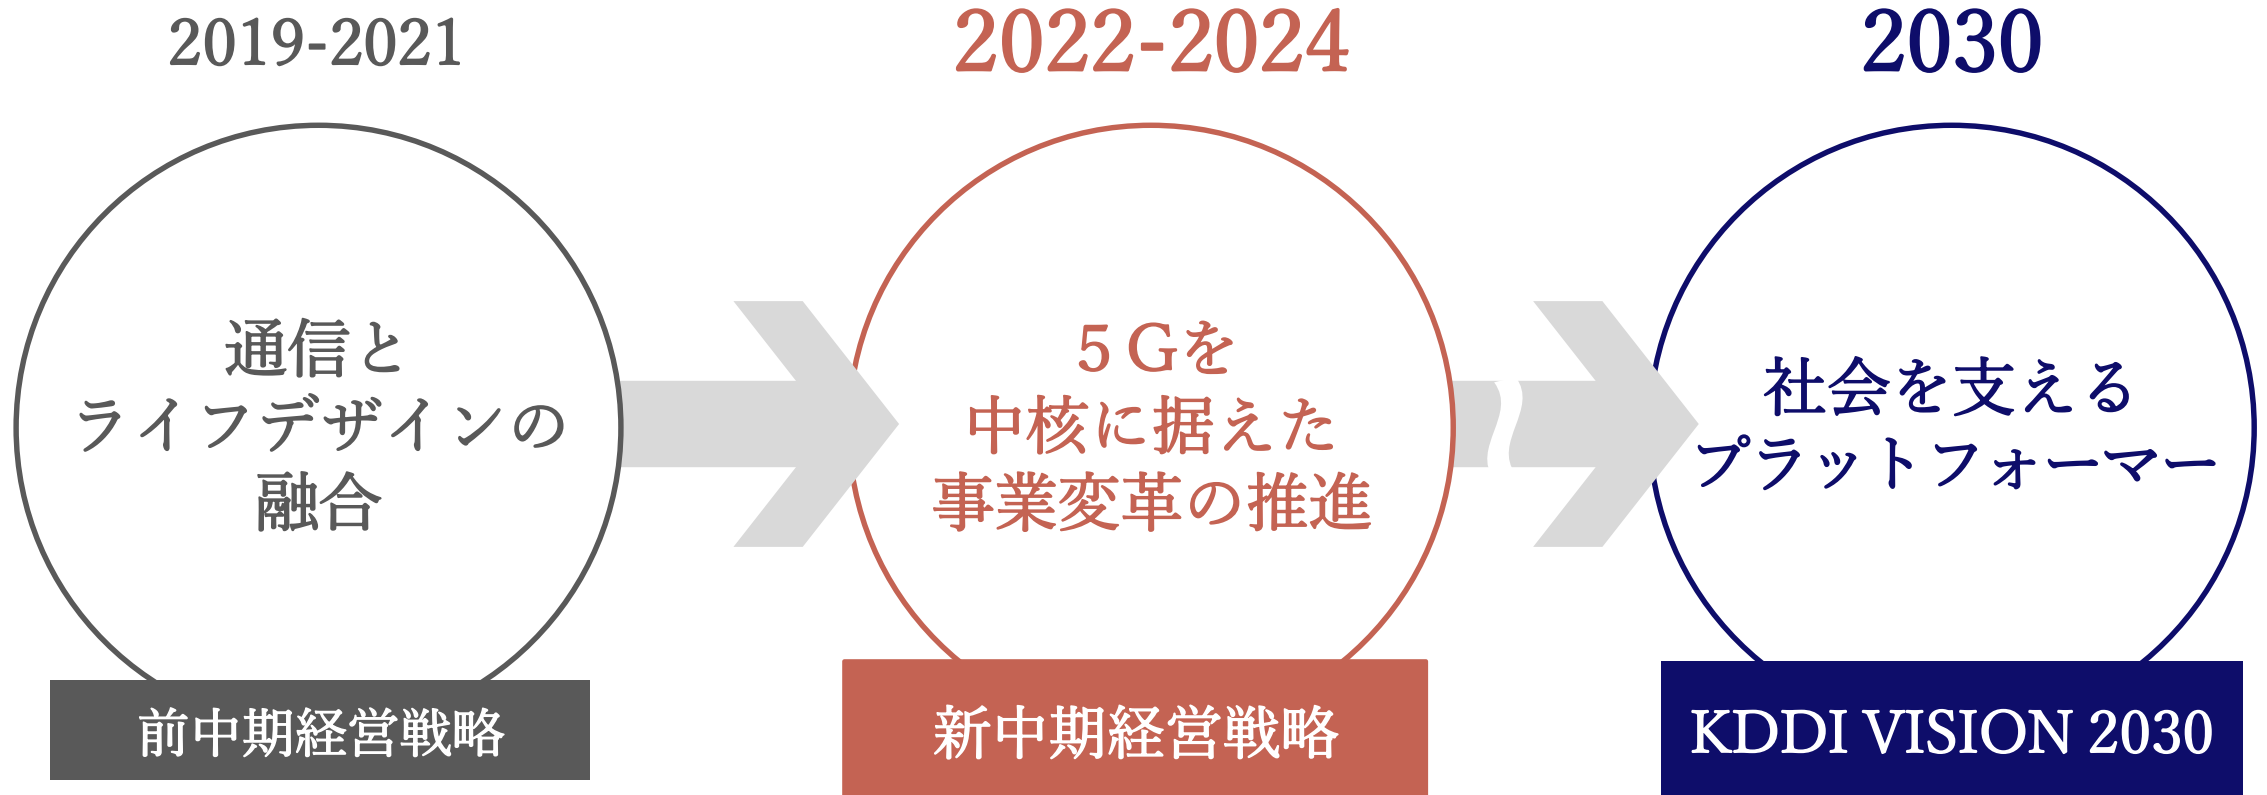 2019-2021
通信と
ライフデザインの
融合
前中期経営戦略
2022-2024
５Gを
中核に据えた
事業変革の推進
新中期経営戦略
2030
社会を支える
プラットフォーマー
KDDI VISION 2030